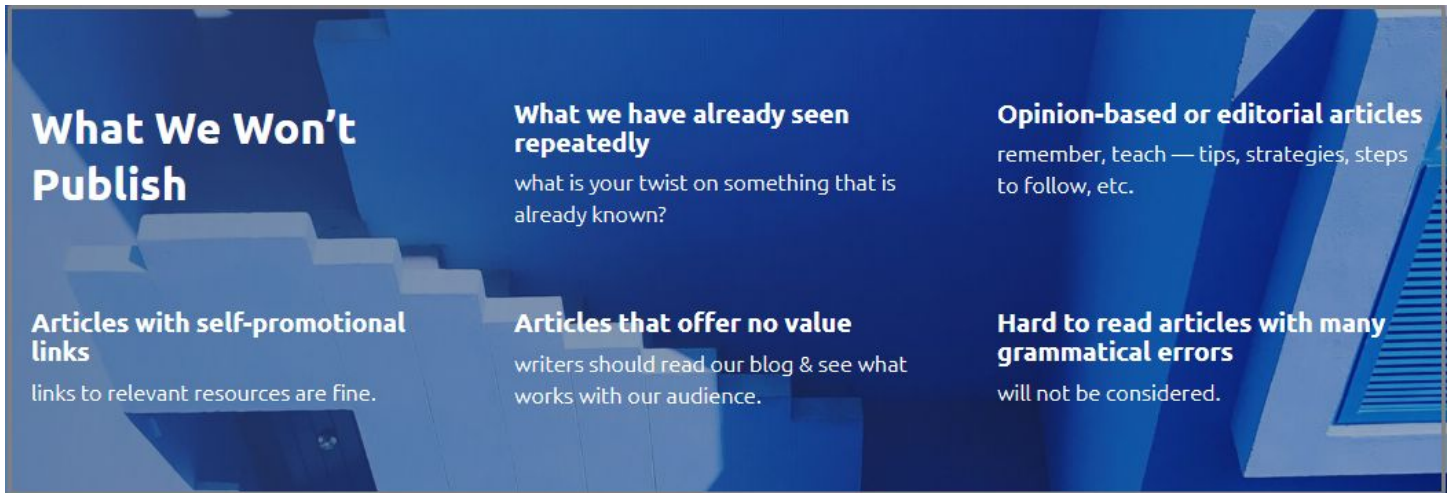 What We Won’t
Publish
What we have already seen
repeatedly
what is your twist on something that is
already known?
Opinion-based or editorial articles
remember, teach — tips, strategies, steps
to follow, etc.
Articles with self-promotional
links
links to relevant resources are fine.
Articles that offer no value
writers should read our blog & see what
works with our audience.
Hard to read articles with many
grammatical errors
will not be considered.